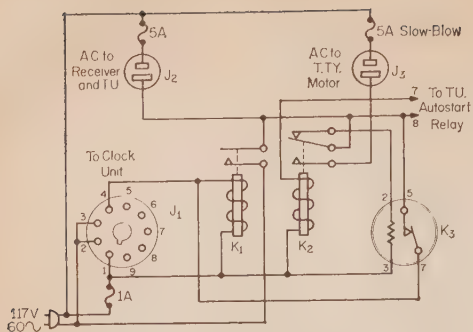 5A
5A Slow-Blow
AC to
Receiver
and TU
J2
AC to
T.TY.
Motor
J3
7
To TU.
8
Autostart
Relay
To Clock
Unit
J1
4
5
6
3
7
2
8
1
9
K1
K2
2
5
K3
3
7
1A
117V
60~